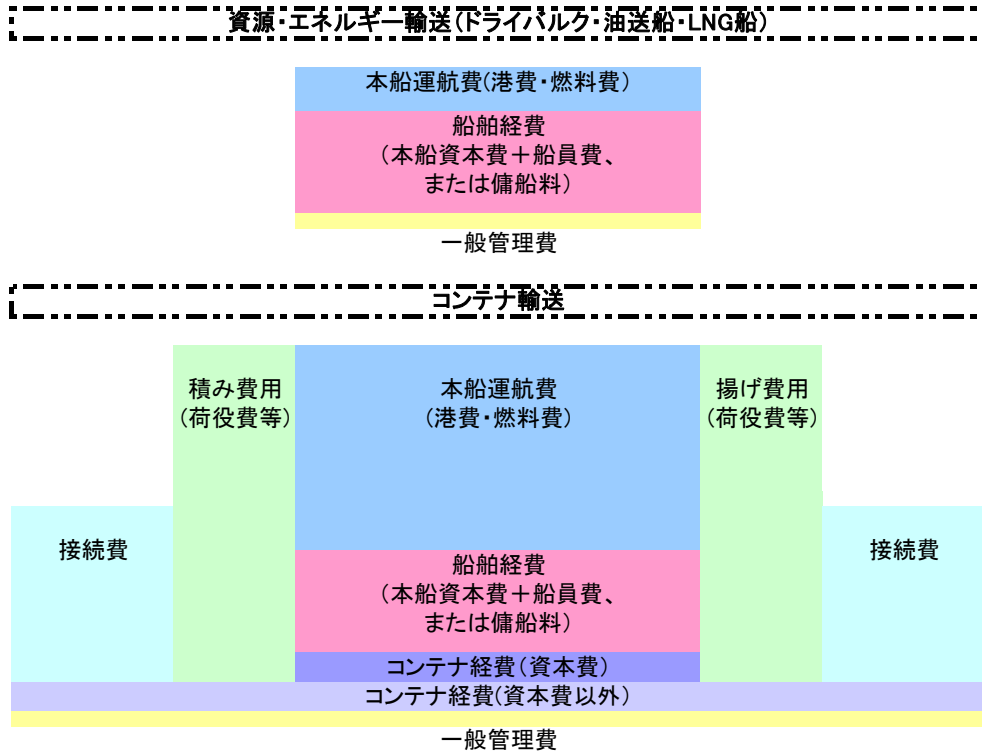 資源・エネルギー輸送（ドライバルク・油送船・LNG船）
本船運航費(港費・燃料費）
船舶経費
（本船資本費＋船員費、
または傭船料）
一般管理費
コンテナ輸送
積み費用
（荷役費等）
本船運航費
（港費・燃料費）
揚げ費用
（荷役費等）
接続費
接続費
船舶経費
（本船資本費＋船員費、
または傭船料）
コンテナ経費（資本費）
コンテナ経費(資本費以外）
一般管理費